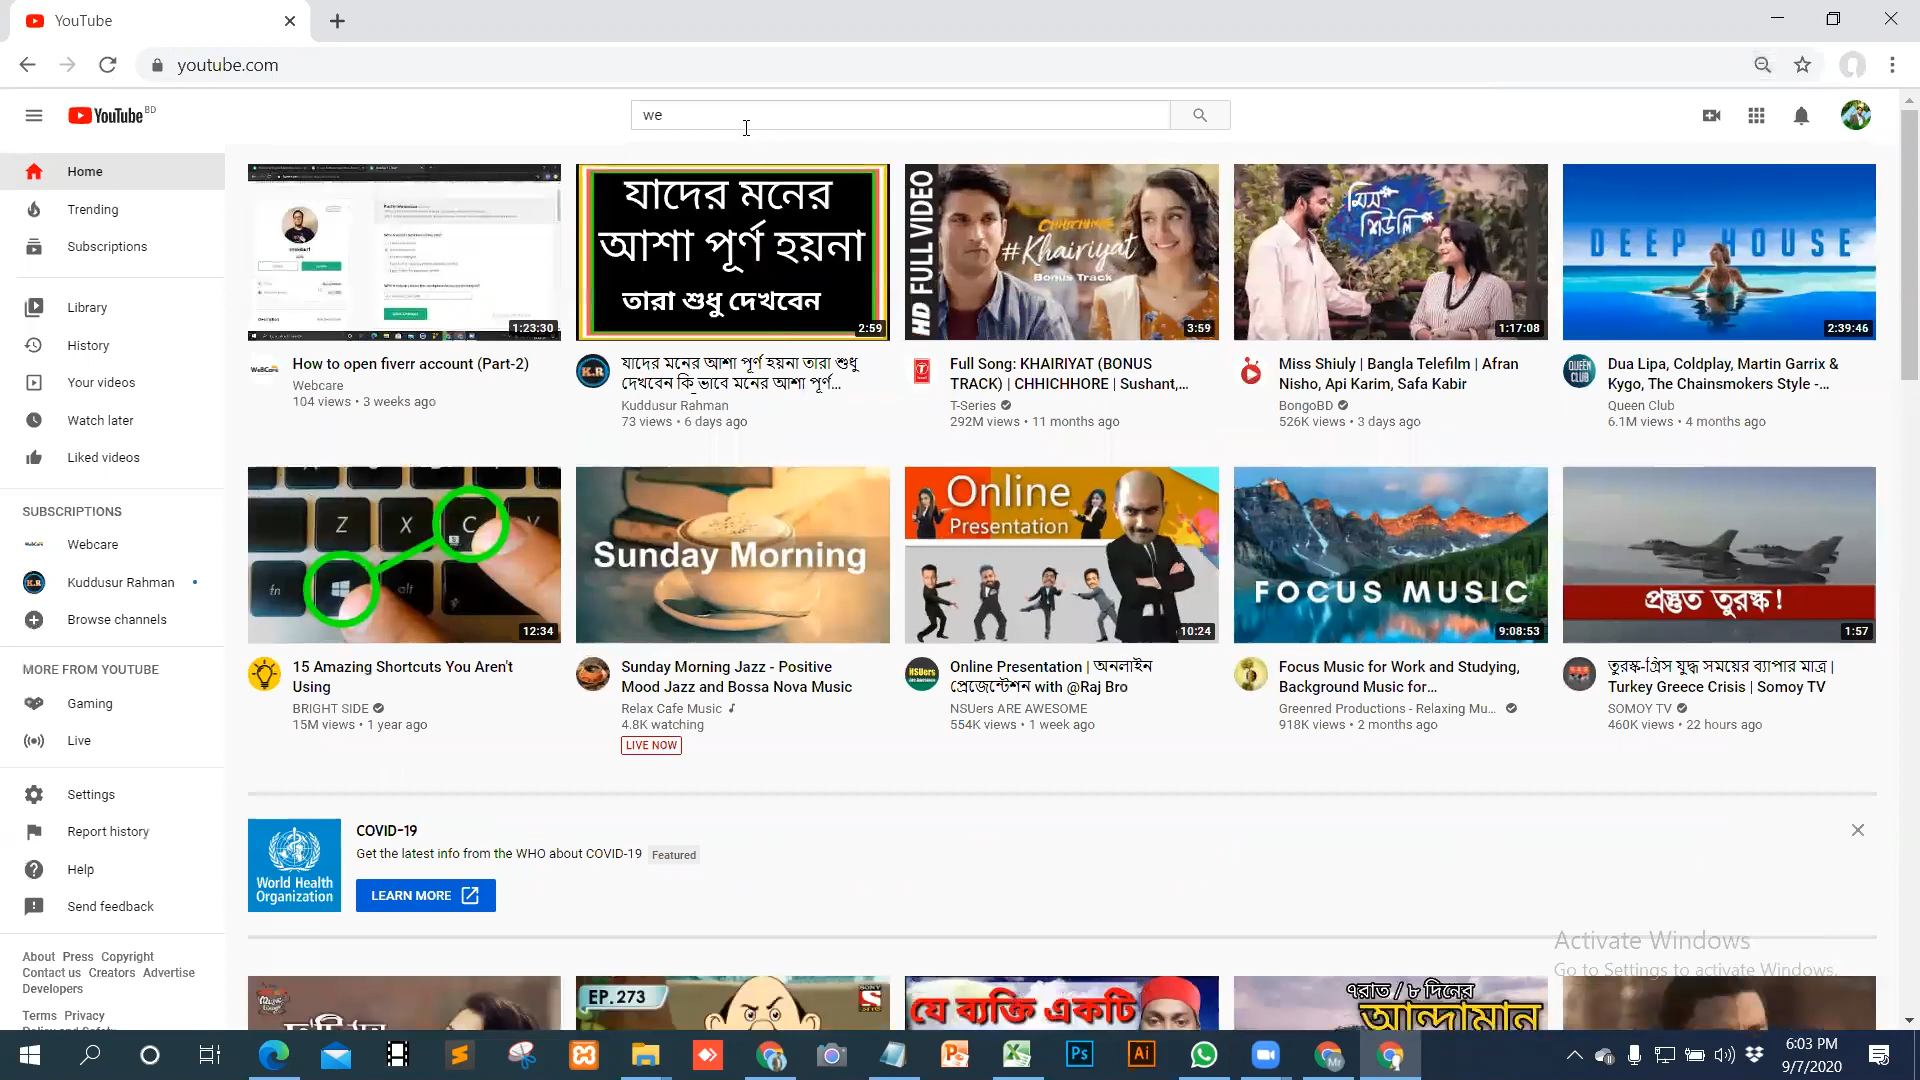 YouTube
youtube.com
YouTube BD
we
Home
Trending
Subscriptions
Library
History
Your videos
Watch later
Liked videos
SUBSCRIPTIONS
Webcare
Kuddusur Rahman
Browse channels
MORE FROM YOUTUBE
Gaming
Live
Settings
Report history
Help
Send feedback
About Press Copyright
Contact us Creators Advertise
Developers
Terms Privacy
Policy and Safety
1:23:30
How to open fiverr account (Part-2)
Webcare
104 views • 3 weeks ago
যাদের মনের
আশা পূর্ণ হয়না
তারা শুধু দেখবেন
2:59
যাদের মনের আশা পূর্ণ হয়না তারা শুধু
দেখবেন কি ভাবে মনের আশা পূর্ণ...
Kuddusur Rahman
73 views • 6 days ago
HD FULL VIDEO
CHHICHHORE
#Khairiyat
Bonus Track
3:59
Full Song: KHAIRIYAT (BONUS
TRACK) | CHHICHHORE | Sushant,...
T-Series
292M views • 11 months ago
মিস
শিউলি
1:17:08
Miss Shiuly | Bangla Telefilm | Afran
Nisho, Api Karim, Safa Kabir
BongoBD
526K views • 3 days ago
DEEP HOUSE
2:39:46
QUEEN
CLUB
Dua Lipa, Coldplay, Martin Garrix &
Kygo, The Chainsmokers Style -...
Queen Club
6.1M views • 4 months ago
Z X C V
fn alt
12:34
15 Amazing Shortcuts You Aren't
Using
BRIGHT SIDE
15M views • 1 year ago
Sunday Morning
Sunday Morning Jazz - Positive
Mood Jazz and Bossa Nova Music
Relax Cafe Music
4.8K watching
LIVE NOW
Online
Presentation
10:24
NSUers
Online Presentation | অনলাইন
প্রেজেন্টেশন with @Raj Bro
NSUers ARE AWESOME
554K views • 1 week ago
FOCUS MUSIC
9:08:53
Focus Music for Work and Studying,
Background Music for...
Greenred Productions - Relaxing Mu...
918K views • 2 months ago
প্রস্তুত তুরস্ক!
1:57
তুরস্ক-গ্রিস যুদ্ধ সময়ের ব্যাপার মাত্র |
Turkey Greece Crisis | Somoy TV
SOMOY TV
460K views • 22 hours ago
World Health
Organization
COVID-19
Get the latest info from the WHO about COVID-19 Featured
LEARN MORE
Activate Windows
Go to Settings to activate Windows.
EP.273
SONY
যে ব্যক্তি একটি
৭রাত / ৮ দিনের
আন্দামান
Ps
Ai
6:03 PM
9/7/2020